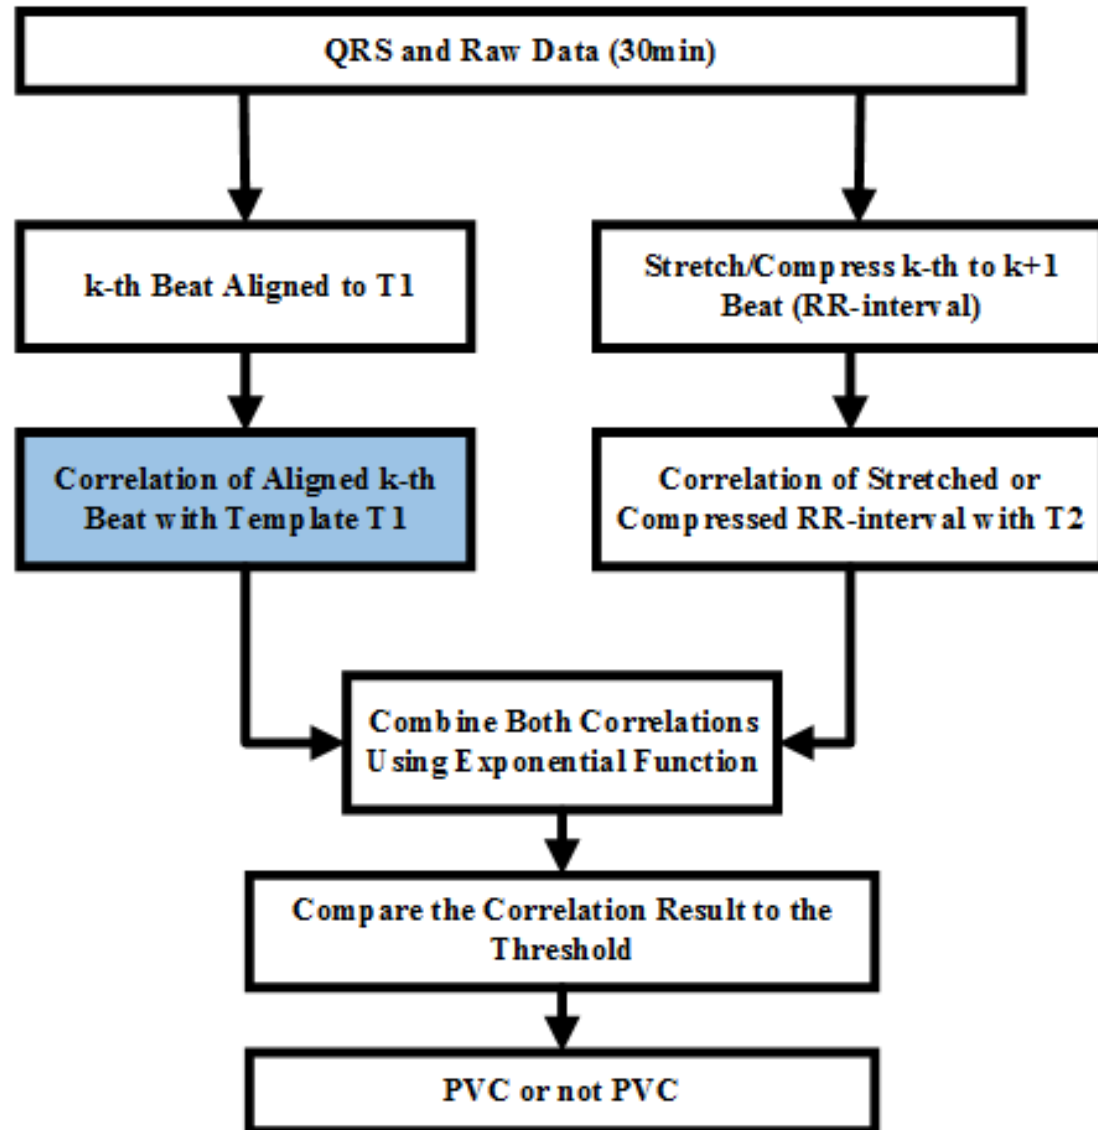 QRS and Raw Data (30min)
k-th Beat Aligned to T1
Stretch/Compress k-th to k+1
Beat (RR-interval)
Correlation of Aligned k-th
Beat with Template T1
Correlation of Stretched or
Compressed RR-interval with T2
Combine Both Correlations
Using Exponential Function
Compare the Correlation Result to the
Threshold
PVC or not PVC